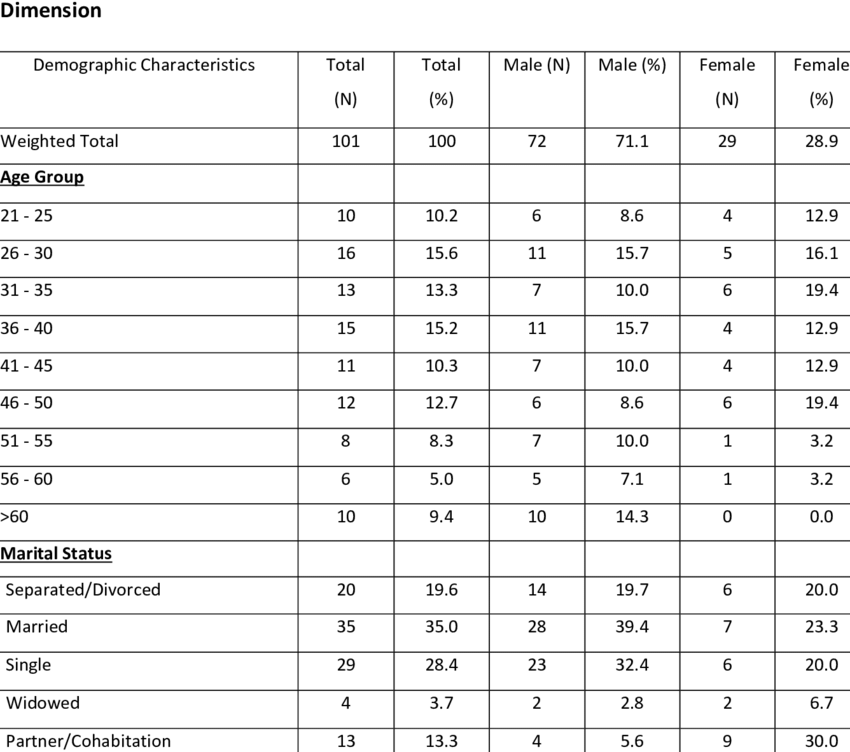 Dimension
Demographic Characteristics Total (N) Total (%) Male (N) Male (%) Female (N) Female (%)
Weighted Total 101 100 72 71.1 29 28.9
Age Group
21 - 25 10 10.2 6 8.6 4 12.9
26 - 30 16 15.6 11 15.7 5 16.1
31 - 35 13 13.3 7 10.0 6 19.4
36 - 40 15 15.2 11 15.7 4 12.9
41 - 45 11 10.3 7 10.0 4 12.9
46 - 50 12 12.7 6 8.6 6 19.4
51 - 55 8 8.3 7 10.0 1 3.2
56 - 60 6 5.0 5 7.1 1 3.2
>60 10 9.4 10 14.3 0 0.0
Marital Status
Separated/Divorced 20 19.6 14 19.7 6 20.0
Married 35 35.0 28 39.4 7 23.3
Single 29 28.4 23 32.4 6 20.0
Widowed 4 3.7 2 2.8 2 6.7
Partner/Cohabitation 13 13.3 4 5.6 9 30.0